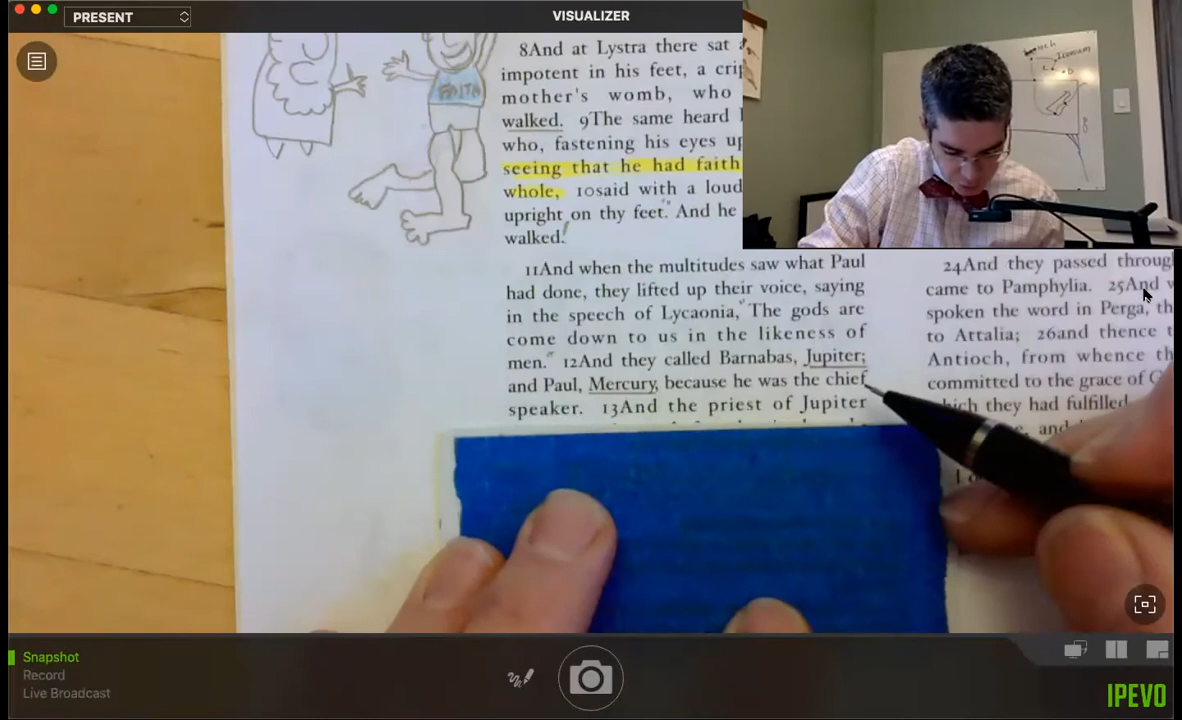 PRESENT
VISUALIZER
FAITH
8And at Lystra there sat
impotent in his feet, a
mother's womb, who
walked. 9The same heard
who, fastening his eyes
seeing that he had faith
whole, 10said with a loud
upright on thy feet." And he
walked.
11And when the multitudes saw what Paul
had done, they lifted up their voice, saying
in the speech of Lycaonia, "The gods are
come down to us in the likeness of
men." 12And they called Barnabas, Jupiter;
and Paul, Mercury, because he was the chief
speaker. 13And the priest of Jupiter
24And they passed
came to Pamphylia. 25And
spoken the word in Perga,
to Attalia; 26and thence
Antioch, from whence
committed to the grace of
which they had fulfilled
and
Snapshot
Record
Live Broadcast
IPEVO